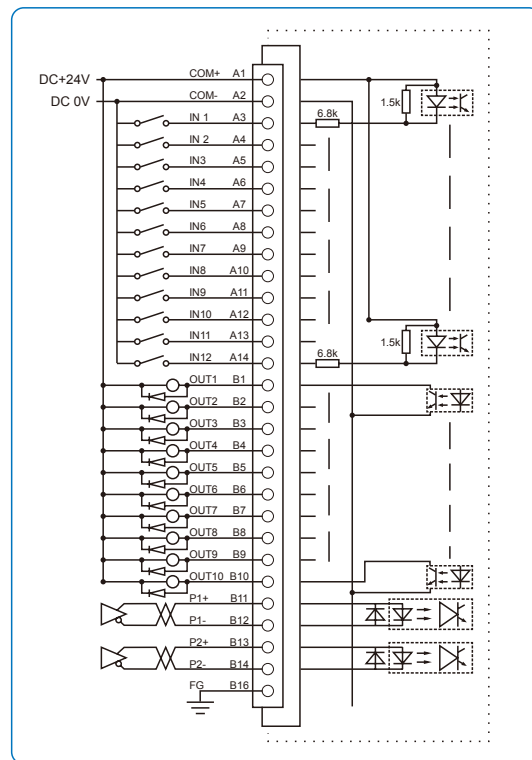 DC+24V
DC 0V
COM+ A1
COM- A2
IN 1 A3
IN 2 A4
IN3 A5
IN4 A6
IN5 A7
IN6 A8
IN7 A9
IN8 A10
IN9 A11
IN10 A12
IN11 A13
IN12 A14
OUT1 B1
OUT2 B2
OUT3 B3
OUT4 B4
OUT5 B5
OUT6 B6
OUT7 B7
OUT8 B8
OUT9 B9
OUT10 B10
P1+ B11
P1- B12
P2+ B13
P2- B14
FG B16
1.5k
6.8k
1.5k
6.8k